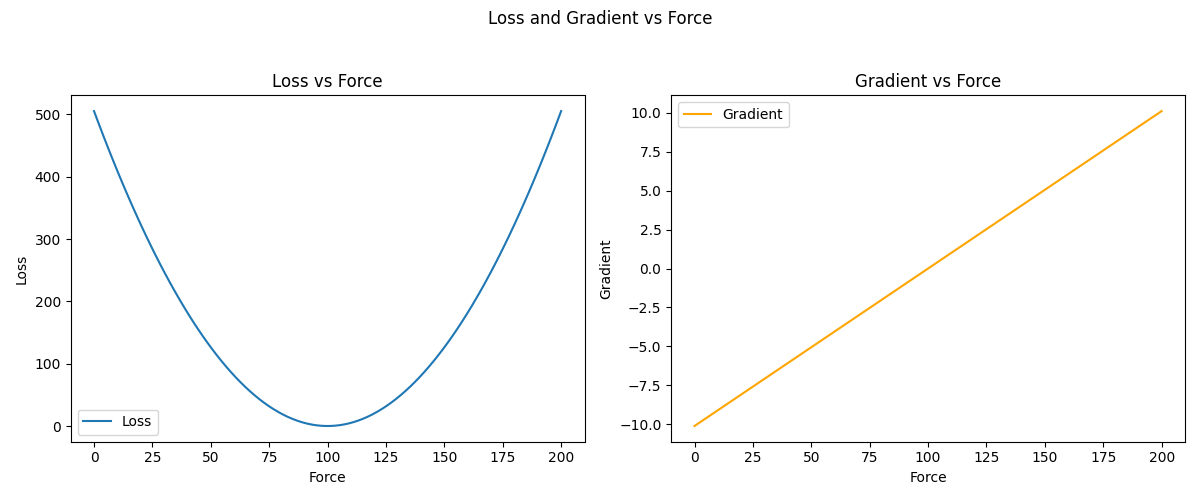 Loss and Gradient vs Force
Loss vs Force
500
400
300
200
100
0
Loss
Loss
0 25 50 75 100 125 150 175 200
Force
Gradient vs Force
Gradient
10.0
7.5
5.0
2.5
0.0
−2.5
−5.0
−7.5
−10.0
Gradient
0 25 50 75 100 125 150 175 200
Force